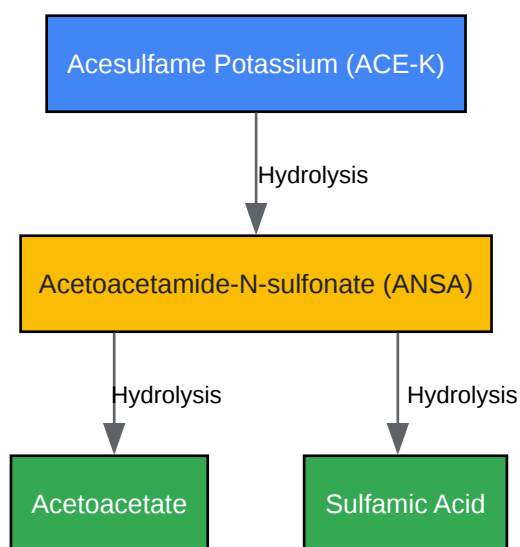 Acesulfame Potassium (ACE-K)
Hydrolysis
Acetoacetamide-N-sulfonate (ANSA)
Hydrolysis
Hydrolysis
Acetoacetate
Sulfamic Acid